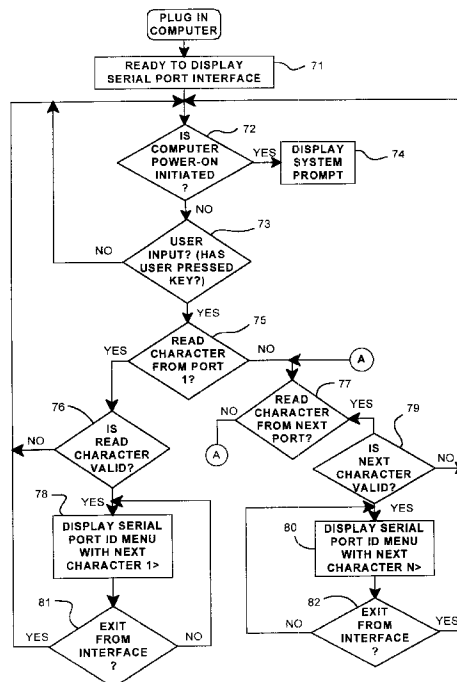 PLUG IN
COMPUTER
READY TO DISPLAY
SERIAL PORT INTERFACE
71
IS
COMPUTER
POWER-ON
INITIATED
?
72
YES
DISPLAY
SYSTEM
PROMPT
74
NO
USER
INPUT? (HAS
USER PRESSED
KEY?)
73
NO
YES
READ
CHARACTER
FROM PORT
1?
75
YES
NO
A
READ
CHARACTER
FROM NEXT
PORT?
77
NO
A
YES
IS
READ
CHARACTER
VALID?
76
NO
YES
IS
NEXT
CHARACTER
VALID?
79
NO
YES
DISPLAY SERIAL
PORT ID MENU
WITH NEXT
CHARACTER 1>
78
DISPLAY SERIAL
PORT ID MENU
WITH NEXT
CHARACTER N>
80
EXIT
FROM
INTERFACE
?
81
YES
NO
EXIT
FROM
INTERFACE
?
82
NO
YES